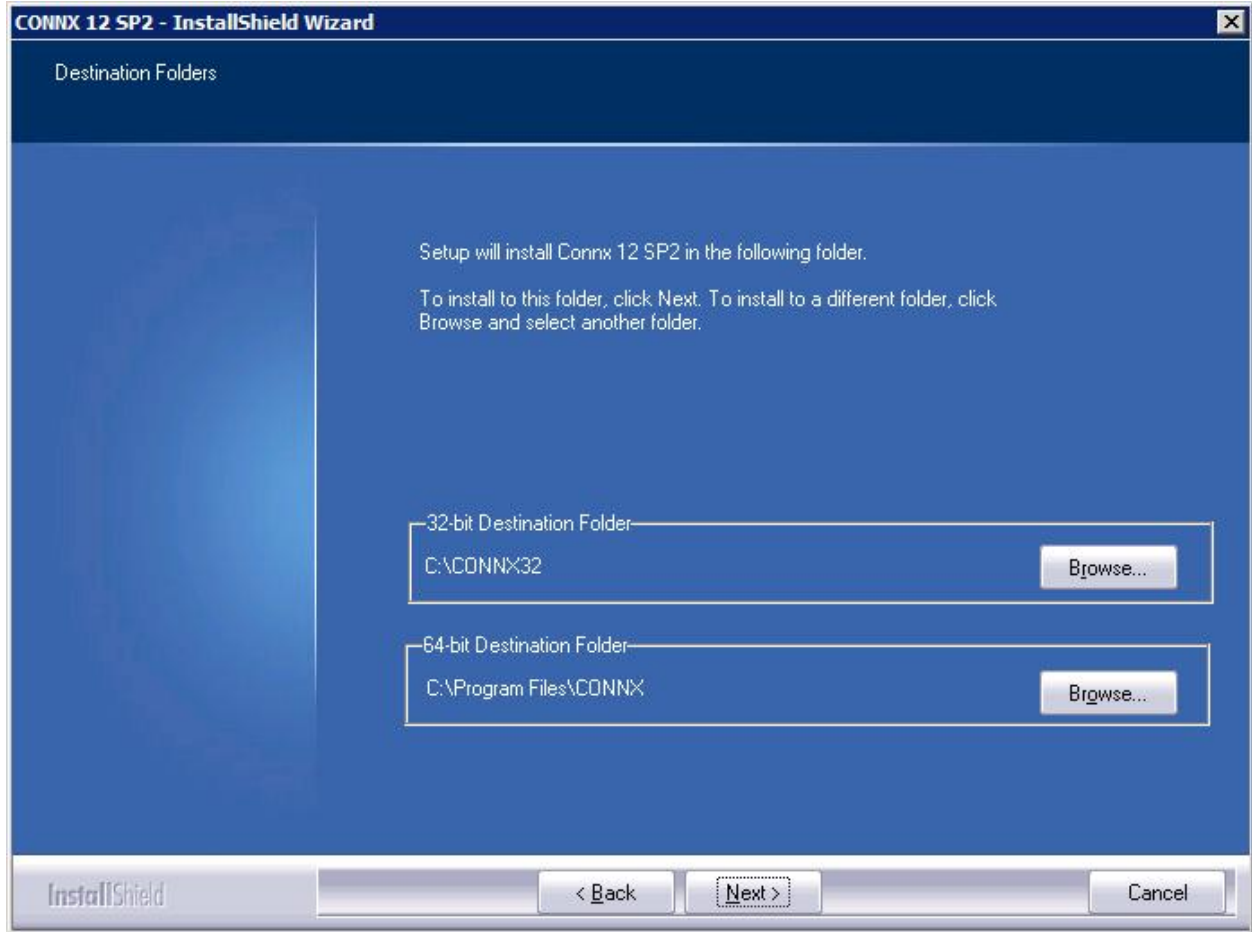 CONNX 12 SP2 - InstallShield Wizard
Destination Folders
Setup will install Connx 12 SP2 in the following folder.
To install to this folder, click Next. To install to a different folder, click
Browse and select another folder.
32-bit Destination Folder
C:\CONNX32
Browse...
64-bit Destination Folder
C:\Program Files\CONNX
Browse...
InstallShield
< Back
Next >
Cancel